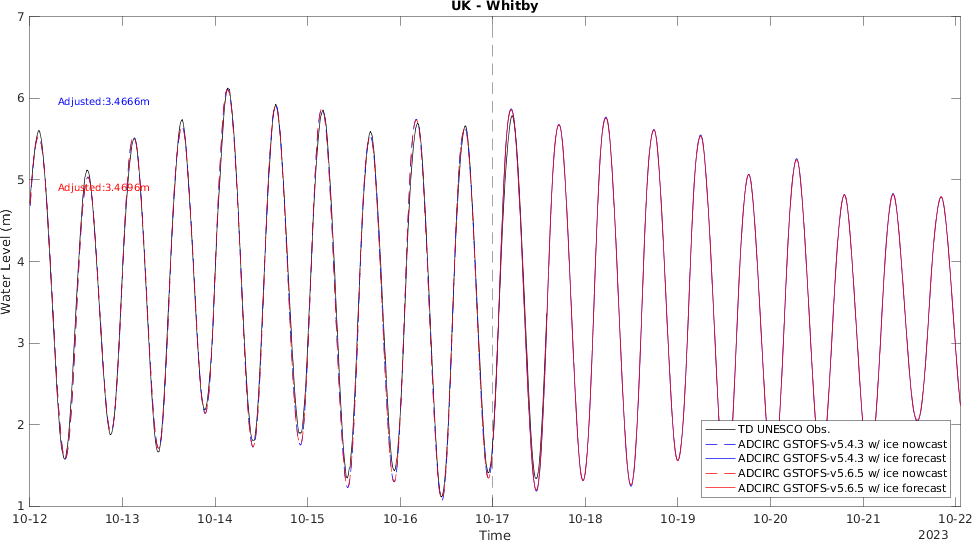 UK - Whitby
7
6
5
4
3
2
1
Water Level (m)
Adjusted:3.4666m
Adjusted:3.4696m
TD UNESCO Obs.
ADCIRC GSTOFS-v5.4.3 w/ ice nowcast
ADCIRC GSTOFS-v5.4.3 w/ ice forecast
ADCIRC GSTOFS-v5.6.5 w/ ice nowcast
ADCIRC GSTOFS-v5.6.5 w/ ice forecast
10-12 10-13 10-14 10-15 10-16 10-17 10-18 10-19 10-20 10-21 10-22
Time
2023